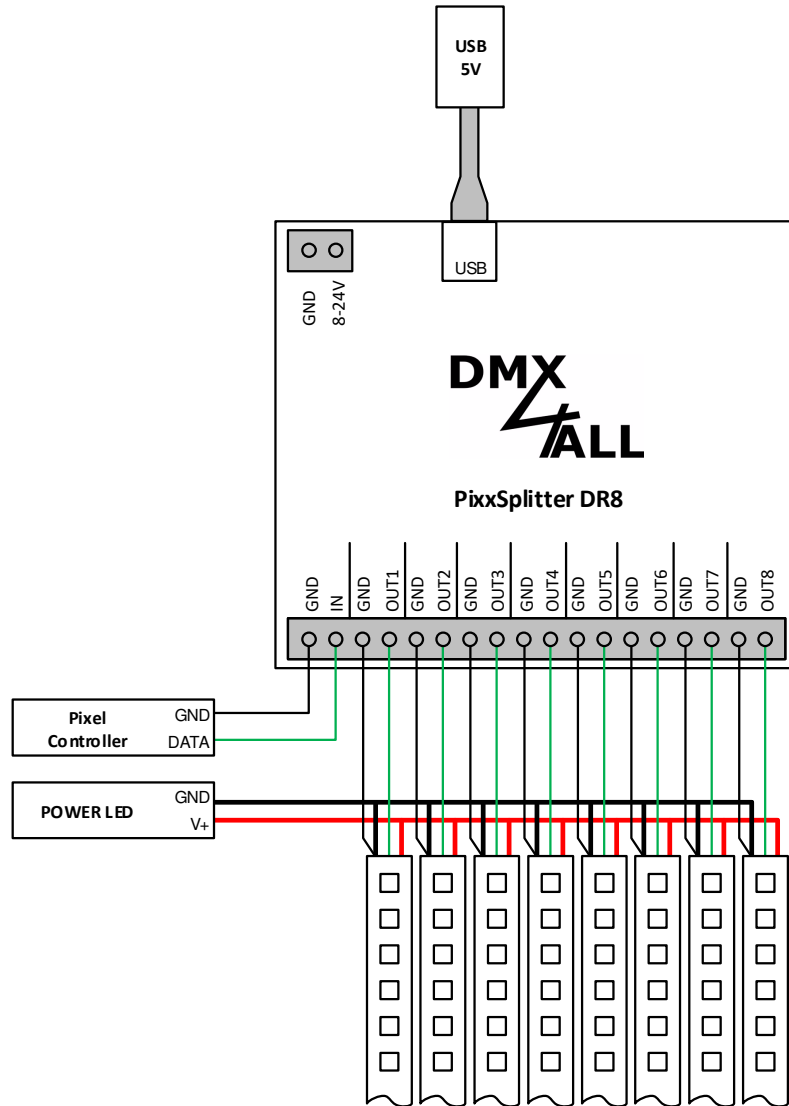 USB
5V
USB
GND
8-24V
DMX
4
ALL
PixxSplitter DR8
GND
IN
GND
OUT1
GND
OUT2
GND
OUT3
GND
OUT4
GND
OUT5
GND
OUT6
GND
OUT7
GND
OUT8
Pixel
Controller
GND
DATA
POWER LED
GND
V+